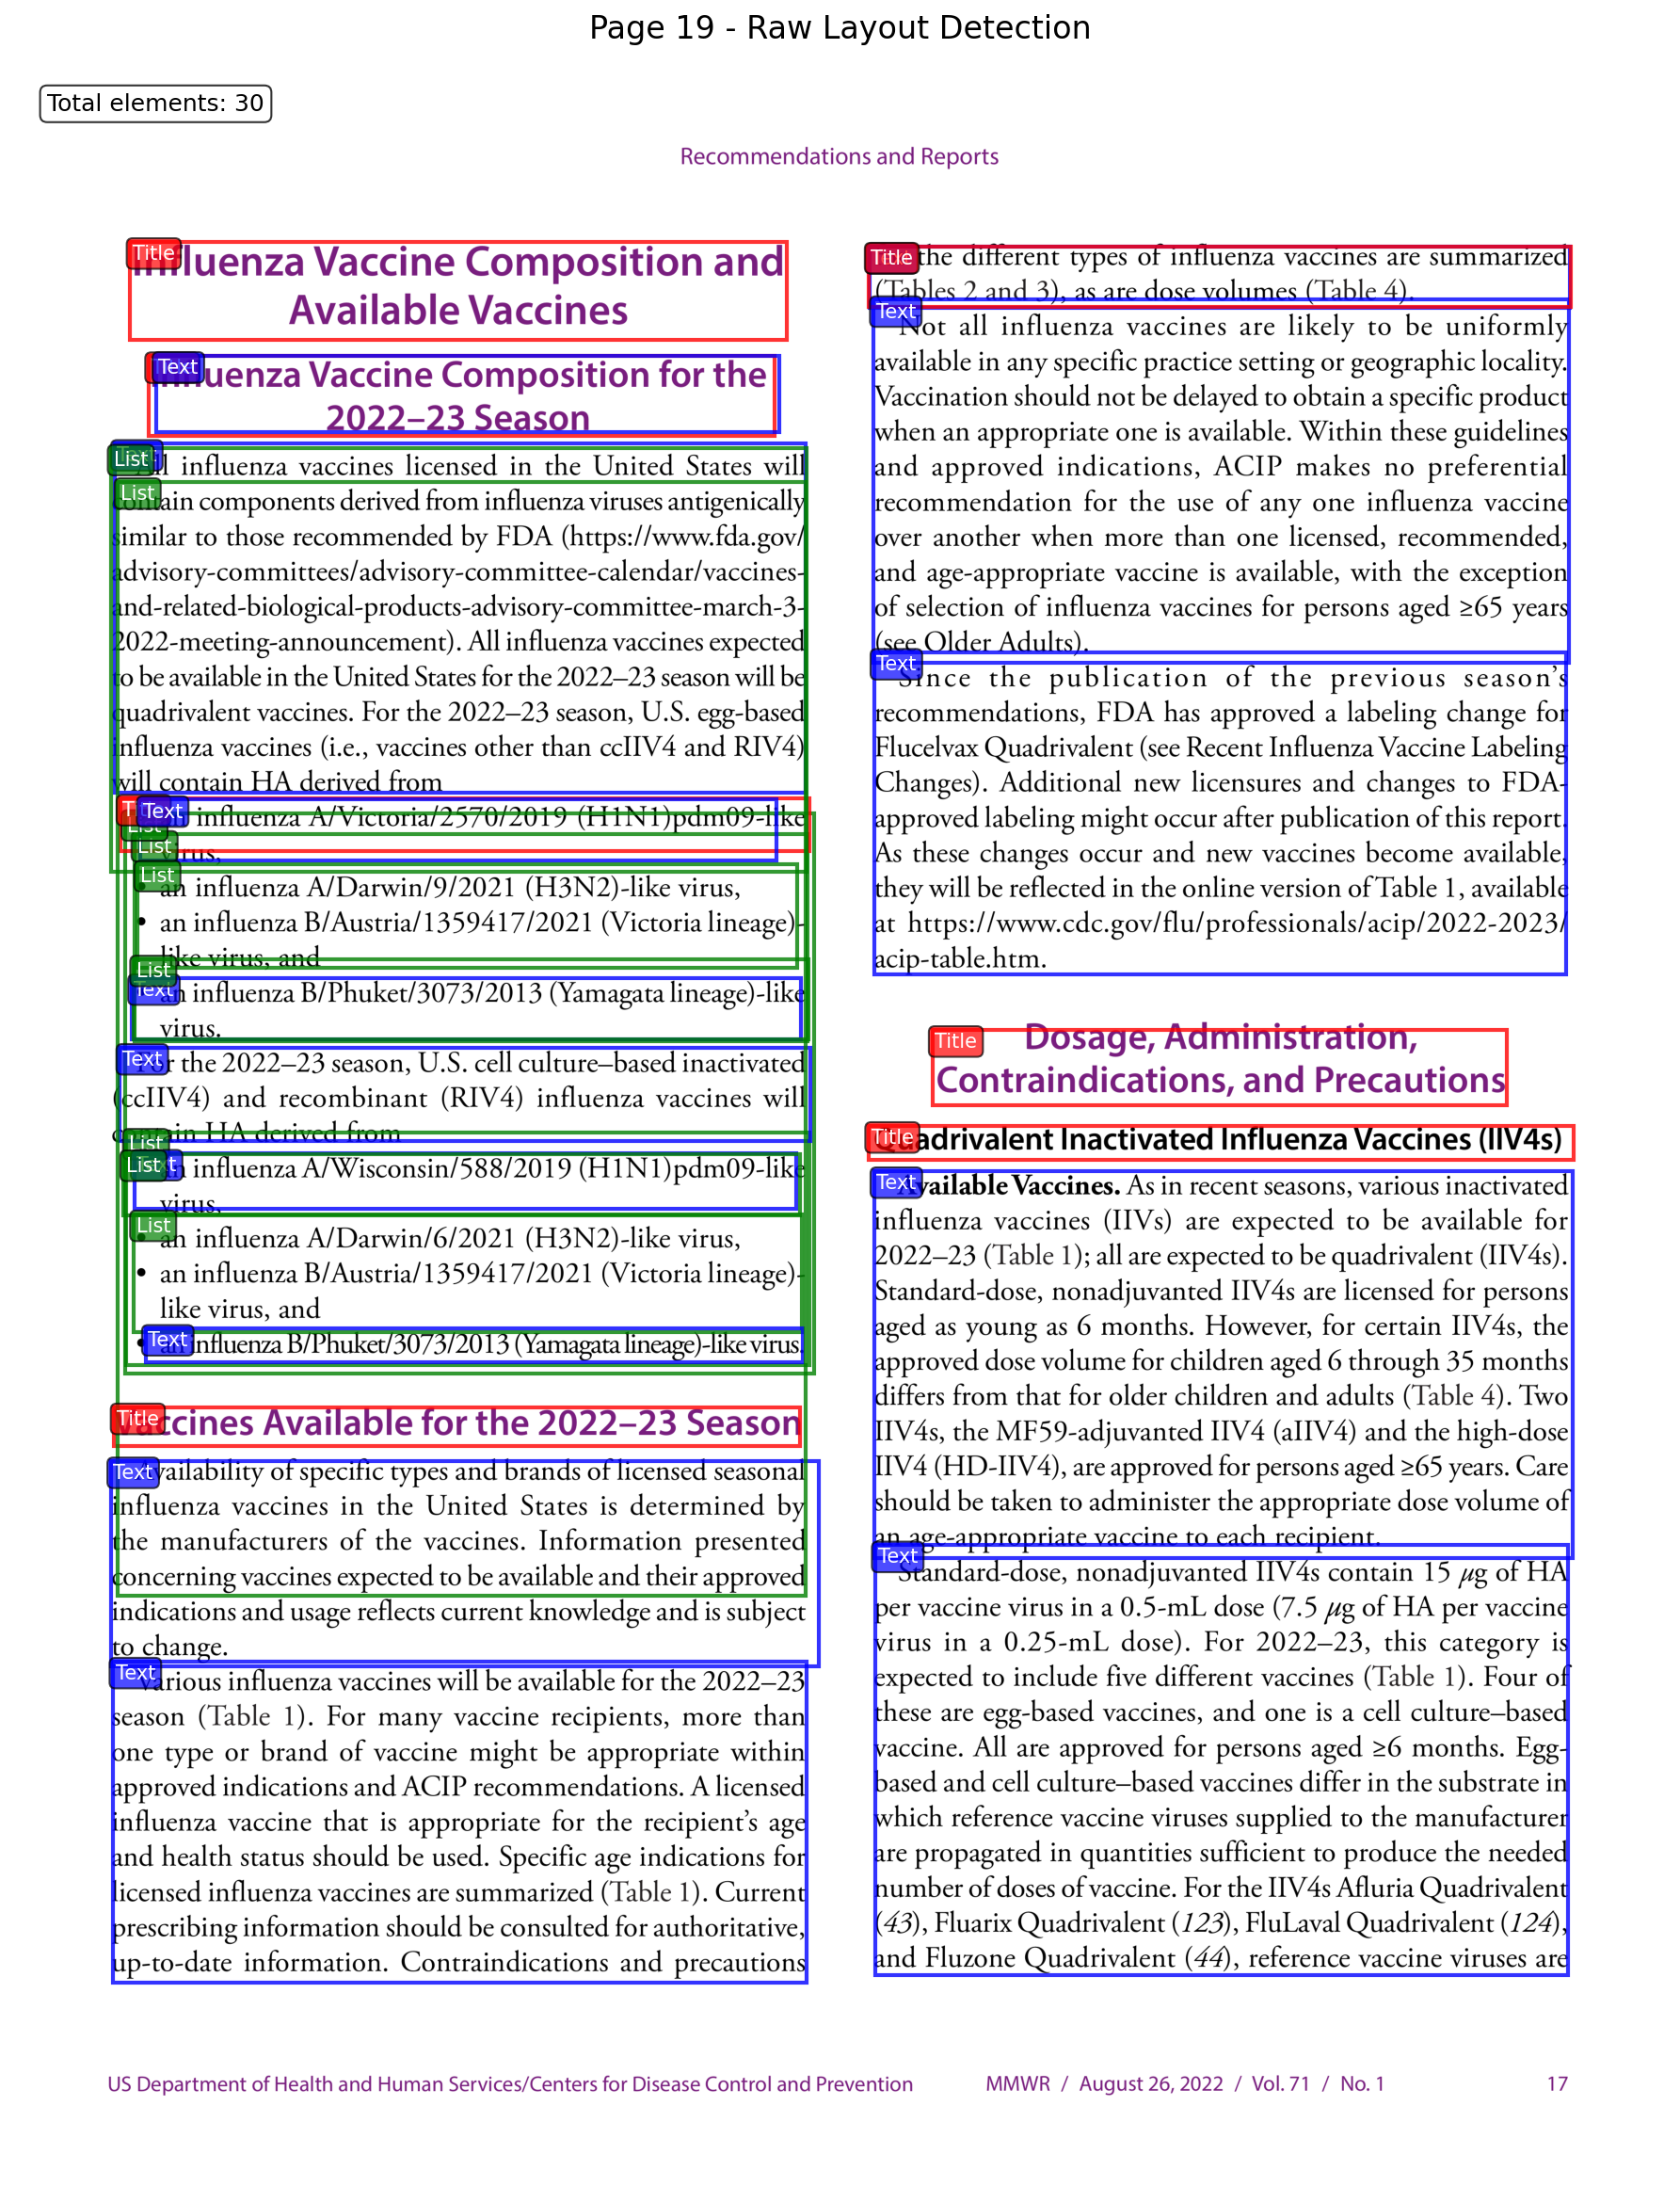 Page 19 - Raw Layout Detection
Total elements: 30
Recommendations and Reports
Title
Influenza Vaccine Composition and
Available Vaccines
Text
Influenza Vaccine Composition for the
2022–23 Season
List
All influenza vaccines licensed in the United States will
List
contain components derived from influenza viruses antigenically
similar to those recommended by FDA (https://www.fda.gov/
advisory-committees/advisory-committee-calendar/vaccines-
and-related-biological-products-advisory-committee-march-3-
2022-meeting-announcement). All influenza vaccines expected
to be available in the United States for the 2022–23 season will be
quadrivalent vaccines. For the 2022–23 season, U.S. egg-based
influenza vaccines (i.e., vaccines other than ccIIV4 and RIV4)
will contain HA derived from
Text
influenza A/Victoria/2570/2019 (H1N1)pdm09-like
List
List
virus,
List
an influenza A/Darwin/9/2021 (H3N2)-like virus,
• an influenza B/Austria/1359417/2021 (Victoria lineage)-
like virus, and
List
Text
an influenza B/Phuket/3073/2013 (Yamagata lineage)-like
virus.
Text
For the 2022–23 season, U.S. cell culture–based inactivated
(ccIIV4) and recombinant (RIV4) influenza vaccines will
contain HA derived from
List
List
an influenza A/Wisconsin/588/2019 (H1N1)pdm09-like
virus,
List
an influenza A/Darwin/6/2021 (H3N2)-like virus,
• an influenza B/Austria/1359417/2021 (Victoria lineage)-
like virus, and
Text
• an influenza B/Phuket/3073/2013 (Yamagata lineage)-like virus.
Title
Vaccines Available for the 2022–23 Season
Text
Availability of specific types and brands of licensed seasonal
influenza vaccines in the United States is determined by
the manufacturers of the vaccines. Information presented
concerning vaccines expected to be available and their approved
indications and usage reflects current knowledge and is subject
to change.
Text
Various influenza vaccines will be available for the 2022–23
season (Table 1). For many vaccine recipients, more than
one type or brand of vaccine might be appropriate within
approved indications and ACIP recommendations. A licensed
influenza vaccine that is appropriate for the recipient’s age
and health status should be used. Specific age indications for
licensed influenza vaccines are summarized (Table 1). Current
prescribing information should be consulted for authoritative,
up-to-date information. Contraindications and precautions
Title
the different types of influenza vaccines are summarized
(Tables 2 and 3), as are dose volumes (Table 4).
Text
Not all influenza vaccines are likely to be uniformly
available in any specific practice setting or geographic locality.
Vaccination should not be delayed to obtain a specific product
when an appropriate one is available. Within these guidelines
and approved indications, ACIP makes no preferential
recommendation for the use of any one influenza vaccine
over another when more than one licensed, recommended,
and age-appropriate vaccine is available, with the exception
of selection of influenza vaccines for persons aged ≥65 years
(see Older Adults).
Text
Since the publication of the previous season’s
recommendations, FDA has approved a labeling change for
Flucelvax Quadrivalent (see Recent Influenza Vaccine Labeling
Changes). Additional new licensures and changes to FDA-
approved labeling might occur after publication of this report.
As these changes occur and new vaccines become available,
they will be reflected in the online version of Table 1, available
at https://www.cdc.gov/flu/professionals/acip/2022-2023/
acip-table.htm.
Title
Dosage, Administration,
Contraindications, and Precautions
Title
Quadrivalent Inactivated Influenza Vaccines (IIV4s)
Text
Available Vaccines. As in recent seasons, various inactivated
influenza vaccines (IIVs) are expected to be available for
2022–23 (Table 1); all are expected to be quadrivalent (IIV4s).
Standard-dose, nonadjuvanted IIV4s are licensed for persons
aged as young as 6 months. However, for certain IIV4s, the
approved dose volume for children aged 6 through 35 months
differs from that for older children and adults (Table 4). Two
IIV4s, the MF59-adjuvanted IIV4 (aIIV4) and the high-dose
IIV4 (HD-IIV4), are approved for persons aged ≥65 years. Care
should be taken to administer the appropriate dose volume of
an age-appropriate vaccine to each recipient.
Text
Standard-dose, nonadjuvanted IIV4s contain 15 µg of HA
per vaccine virus in a 0.5-mL dose (7.5 µg of HA per vaccine
virus in a 0.25-mL dose). For 2022–23, this category is
expected to include five different vaccines (Table 1). Four of
these are egg-based vaccines, and one is a cell culture–based
vaccine. All are approved for persons aged ≥6 months. Egg-
based and cell culture–based vaccines differ in the substrate in
which reference vaccine viruses supplied to the manufacturer
are propagated in quantities sufficient to produce the needed
number of doses of vaccine. For the IIV4s Afluria Quadrivalent
(43), Fluarix Quadrivalent (123), FluLaval Quadrivalent (124),
and Fluzone Quadrivalent (44), reference vaccine viruses are
US Department of Health and Human Services/Centers for Disease Control and Prevention MMWR / August 26, 2022 / Vol. 71 / No. 1 17